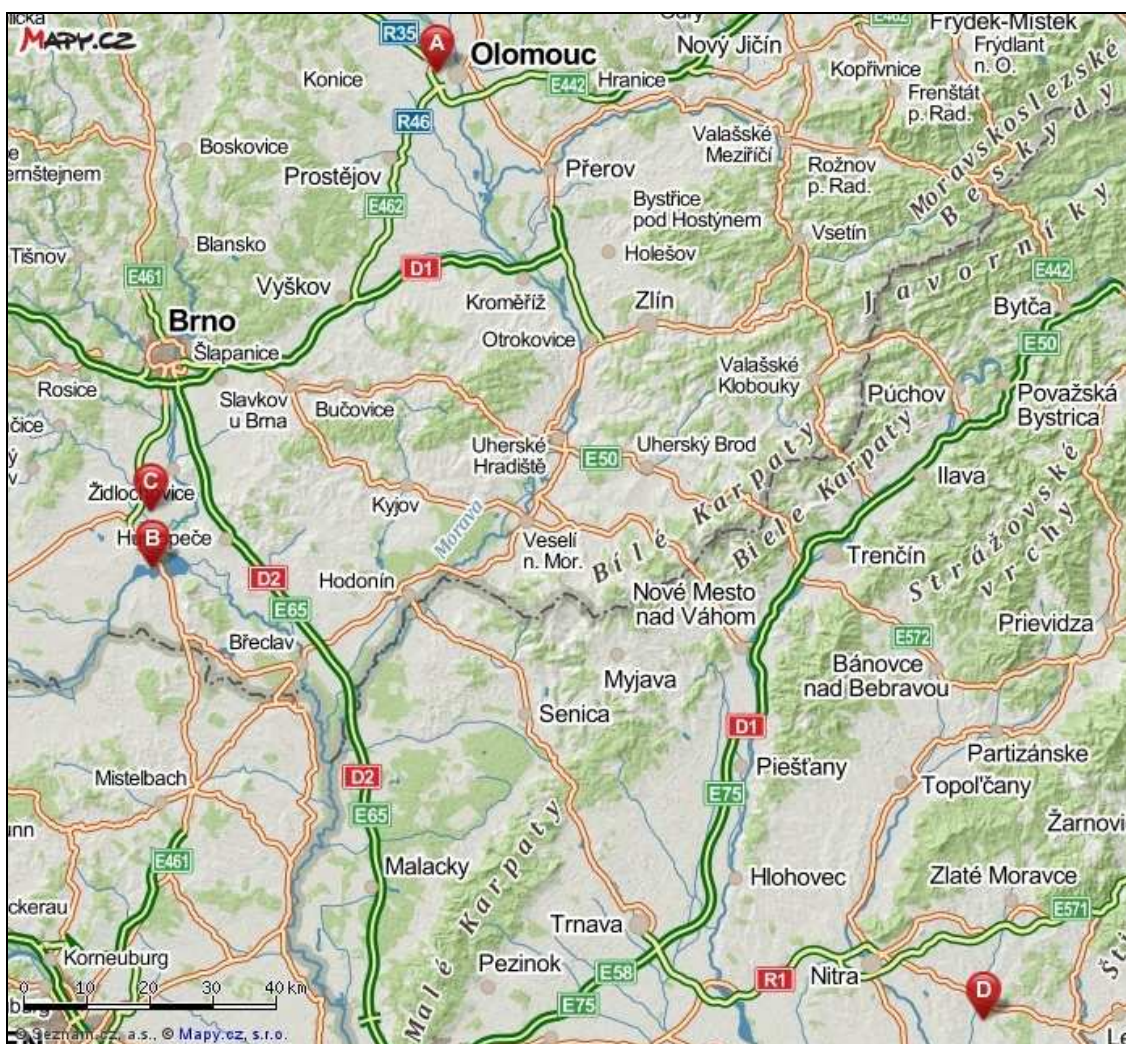 MAPY.CZ
R35
A
Olomouc
Nový Jičín
E462
Frýdek-Místek
Konice
E442
Hranice
Kopřivnice
Frýdlant
n. O.
R46
Frenštát
p. Rad.
Boskovice
Prostějov
Přerov
Valašské
Meziříčí
Rožnov
p. Rad.
Moravskoslezské
Beskydy
ernštejnem
E462
Bystřice
pod Hostýnem
Tišnov
Blansko
Holešov
Vsetín
E461
Vyškov
D1
Kroměříž
Zlín
Javorníky
E442
Bytča
Brno
Šlapanice
Otrokovice
E50
Rosice
Slavkov
u Brna
Bučovice
Valašské
Klobouky
Púchov
Považská
Bystrica
čice
Uherské
Hradiště
E50
Uherský Brod
Ilava
C
Židlochovice
Kyjov
Morava
Bílé Karpaty
Biele Karpaty
Strážovské
vrchy
B
Veselí
n. Mor.
Trenčín
D2
Hodonín
E65
Nové Mesto
nad Váhom
Břeclav
E572
Prievidza
Myjava
Bánovce
nad Bebravou
Senica
D1
Partizánske
Mistelbach
D2
Piešťany
Topoľčany
E65
E75
E461
Malacky
Malé Karpaty
Hlohovec
Zlaté Moravce
E571
ckerau
Trnava
Korneuburg
Pezinok
E58
R1
Nitra
D
E75
0 10 20 40 km
© Seznam.cz, a.s., © Mapy.cz, s.r.o.